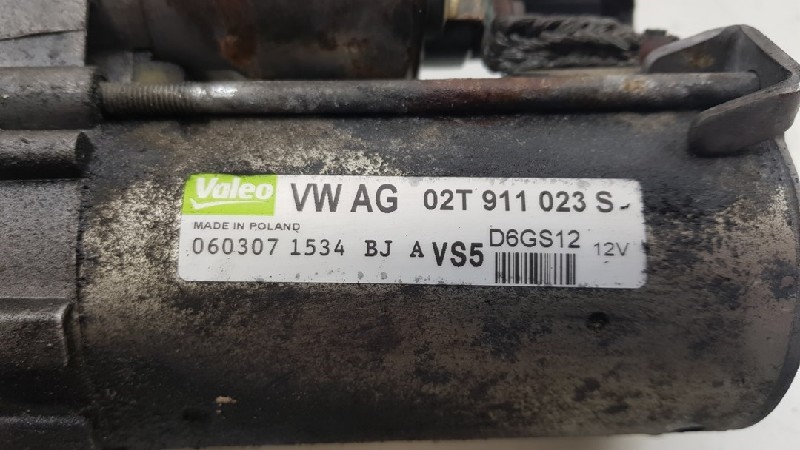 Valeo VW AG 02T 911 023 S
MADE IN POLAND
060307 1534 BJ A VS5 D6GS12 12V